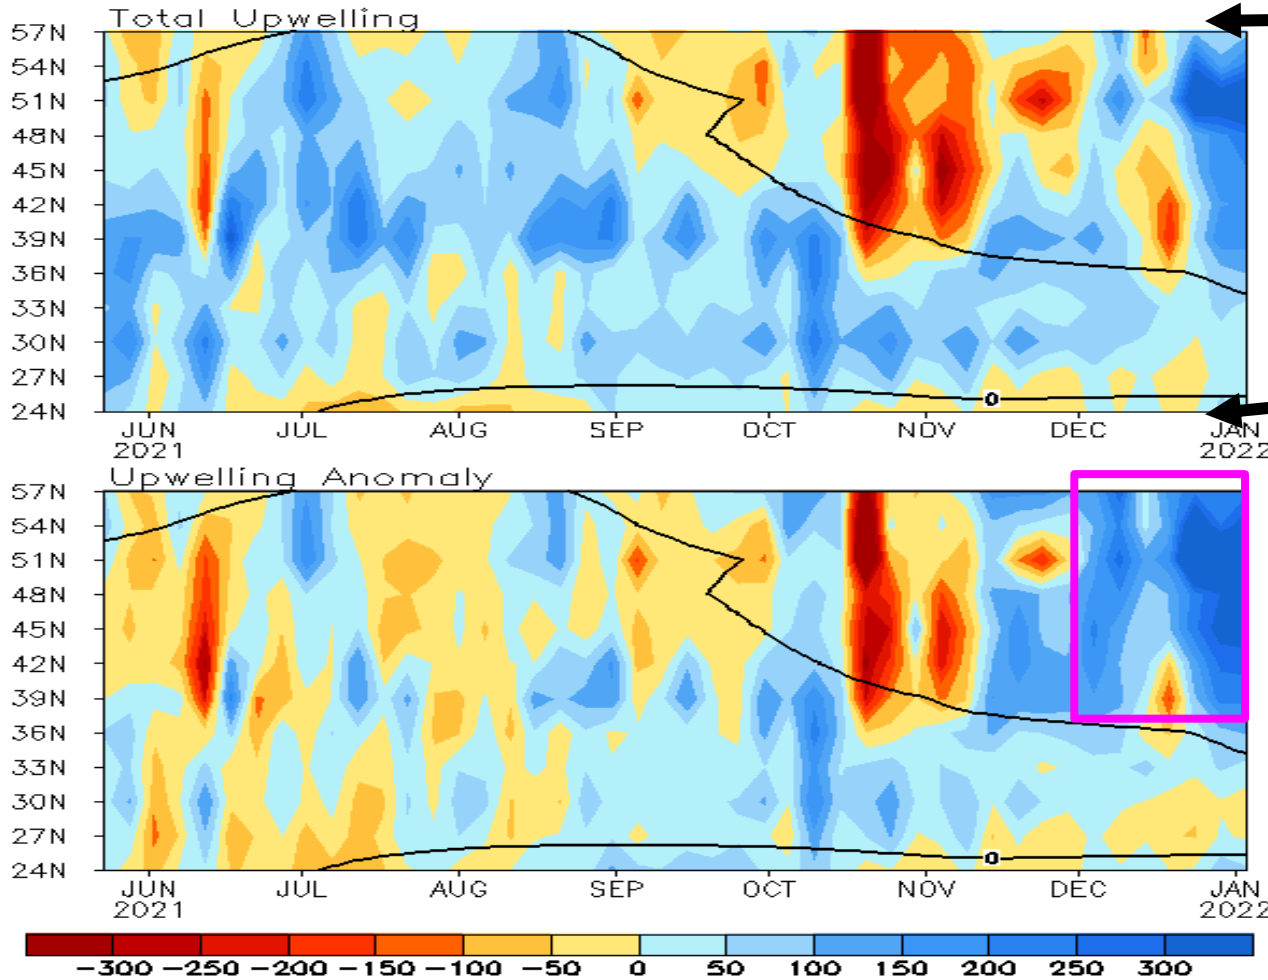 Total Upwelling
57N
54N
51N
48N
45N
42N
39N
36N
33N
30N
27N
24N
0
JUN JUL AUG SEP OCT NOV DEC JAN
2021 2022
Upwelling Anomaly
57N
54N
51N
48N
45N
42N
39N
36N
33N
30N
27N
24N
0
JUN JUL AUG SEP OCT NOV DEC JAN
2021 2022
-300 -250 -200 -150 -100 -50 0 50 100 150 200 250 300